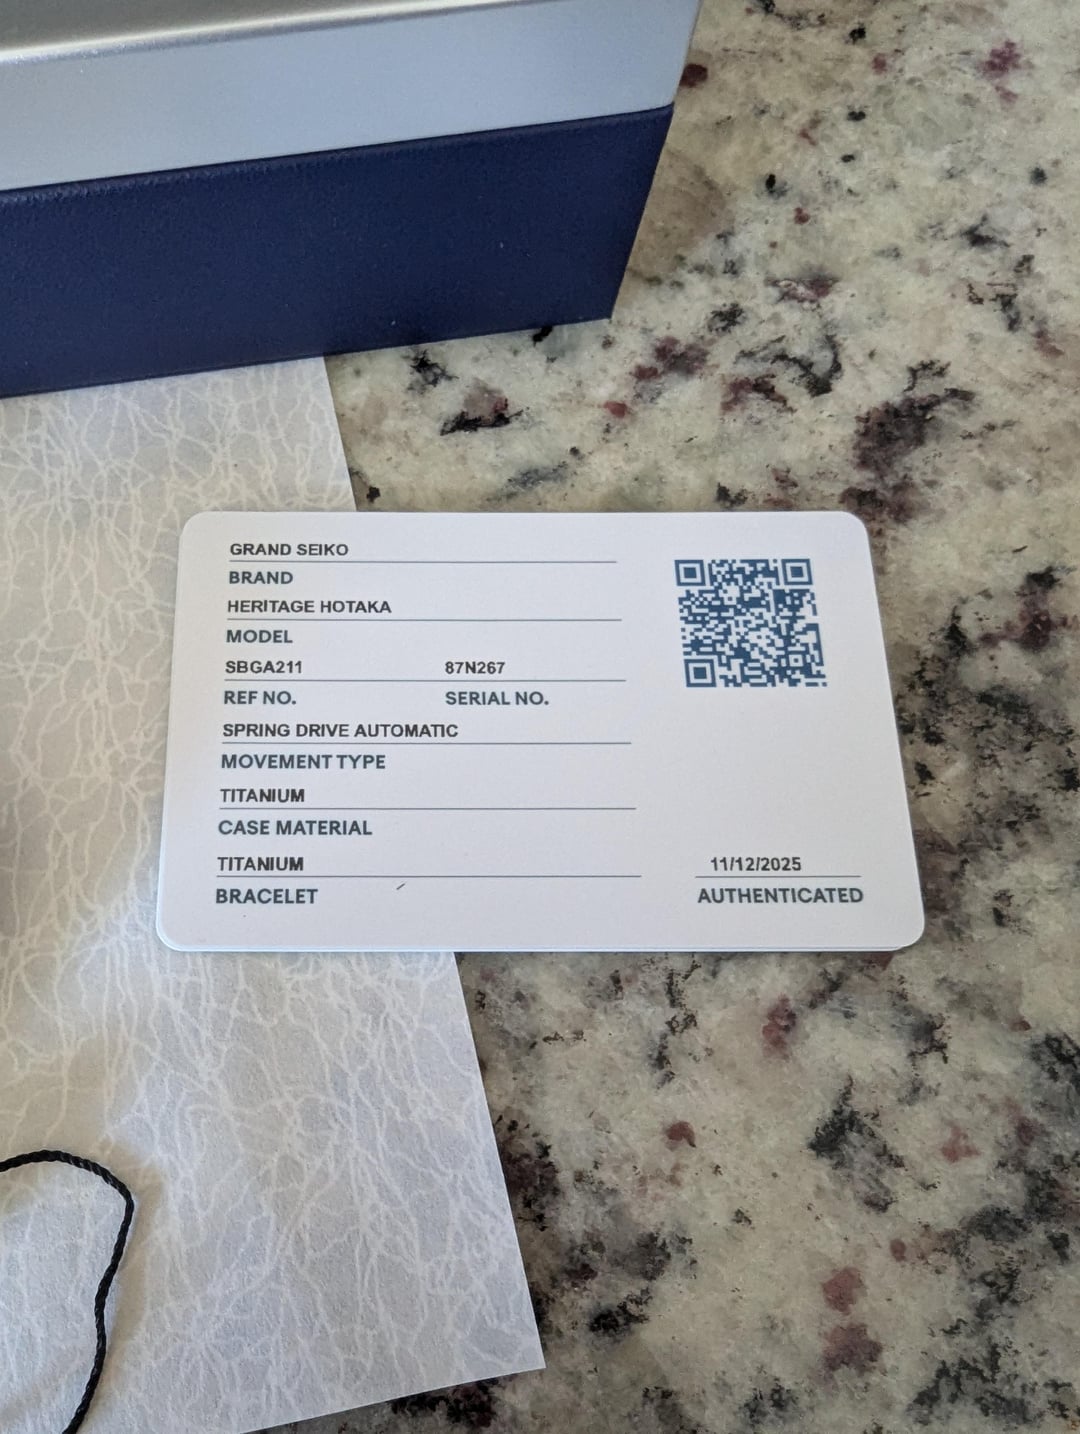 GRAND SEIKO
BRAND
HERITAGE HOTAKA
MODEL
SBGA211 87N267
REF NO. SERIAL NO.
SPRING DRIVE AUTOMATIC
MOVEMENT TYPE
TITANIUM
CASE MATERIAL
TITANIUM 11/12/2025
BRACELET AUTHENTICATED